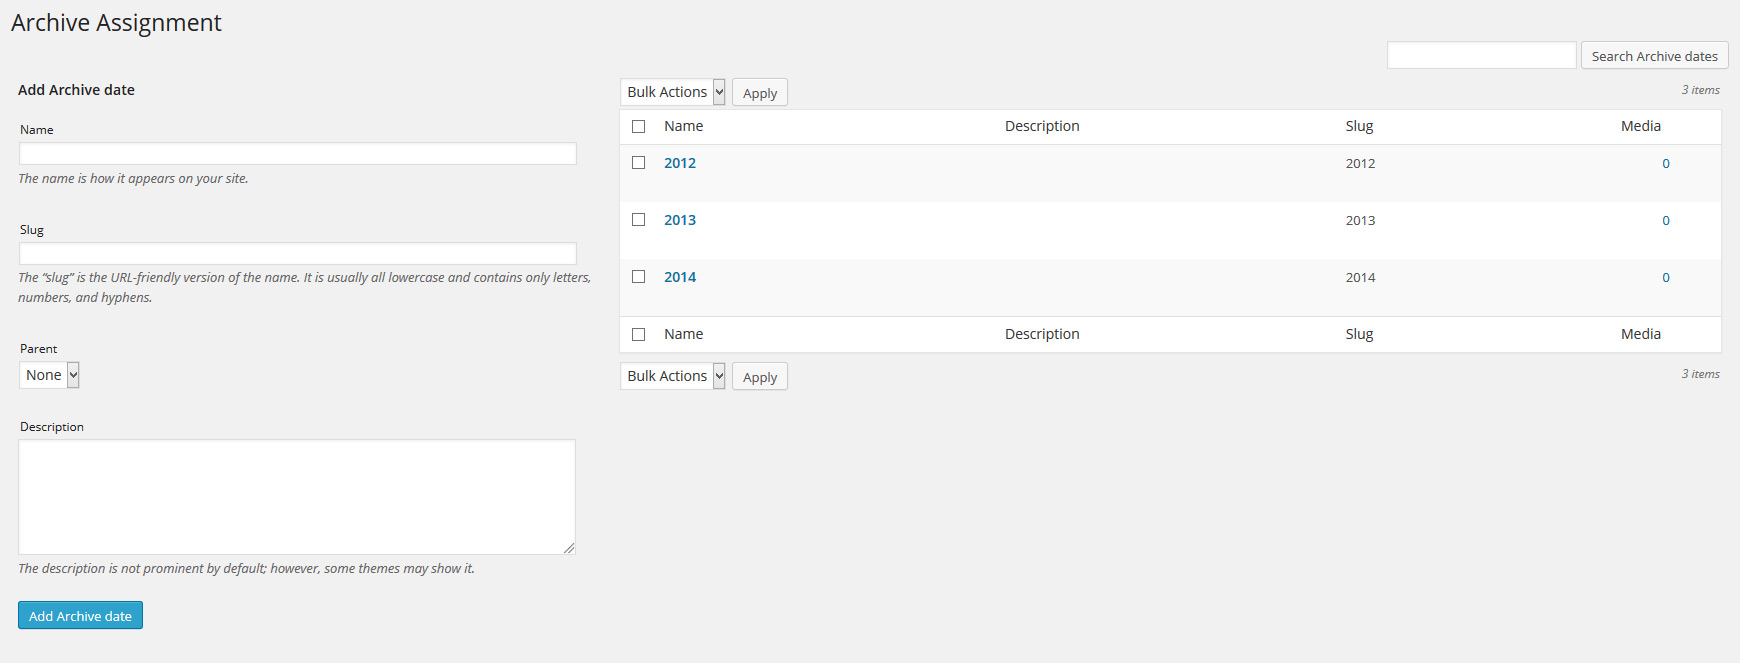 Archive Assignment
Search Archive dates
Add Archive date
Name
The name is how it appears on your site.
Slug
The “slug” is the URL-friendly version of the name. It is usually all lowercase and contains only letters,
numbers, and hyphens.
Parent
None
Description
The description is not prominent by default; however, some themes may show it.
Add Archive date
Bulk Actions Apply 3 items
Name Description Slug Media
2012 2012 0
2013 2013 0
2014 2014 0
Name Description Slug Media
Bulk Actions Apply 3 items